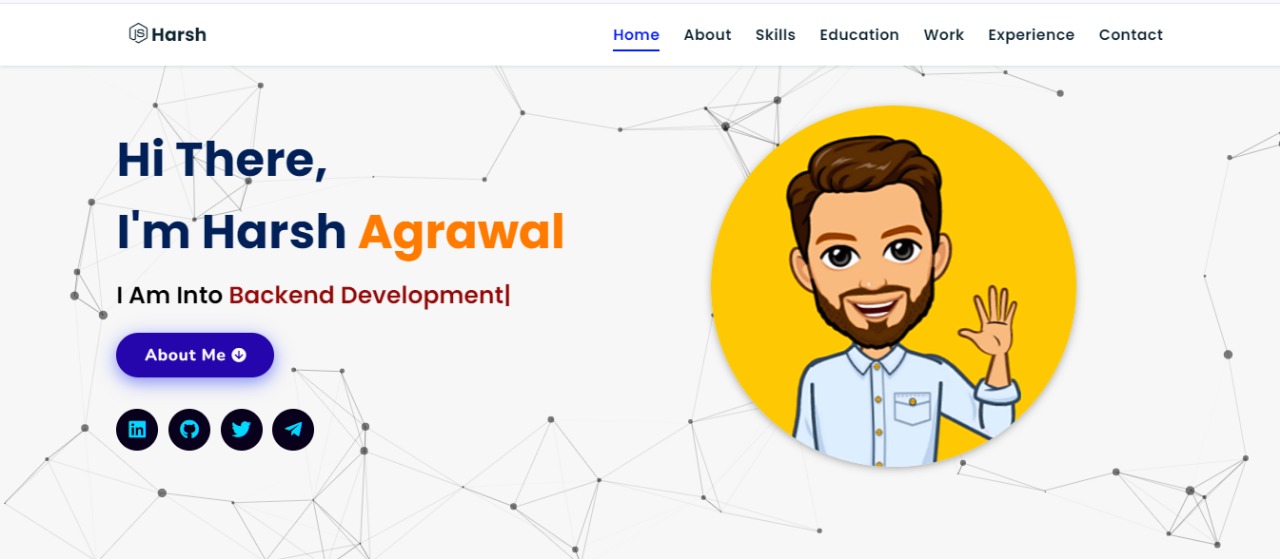 Harsh
Home About Skills Education Work Experience Contact
Hi There,
I'm Harsh Agrawal
I Am Into Backend Development|
About Me